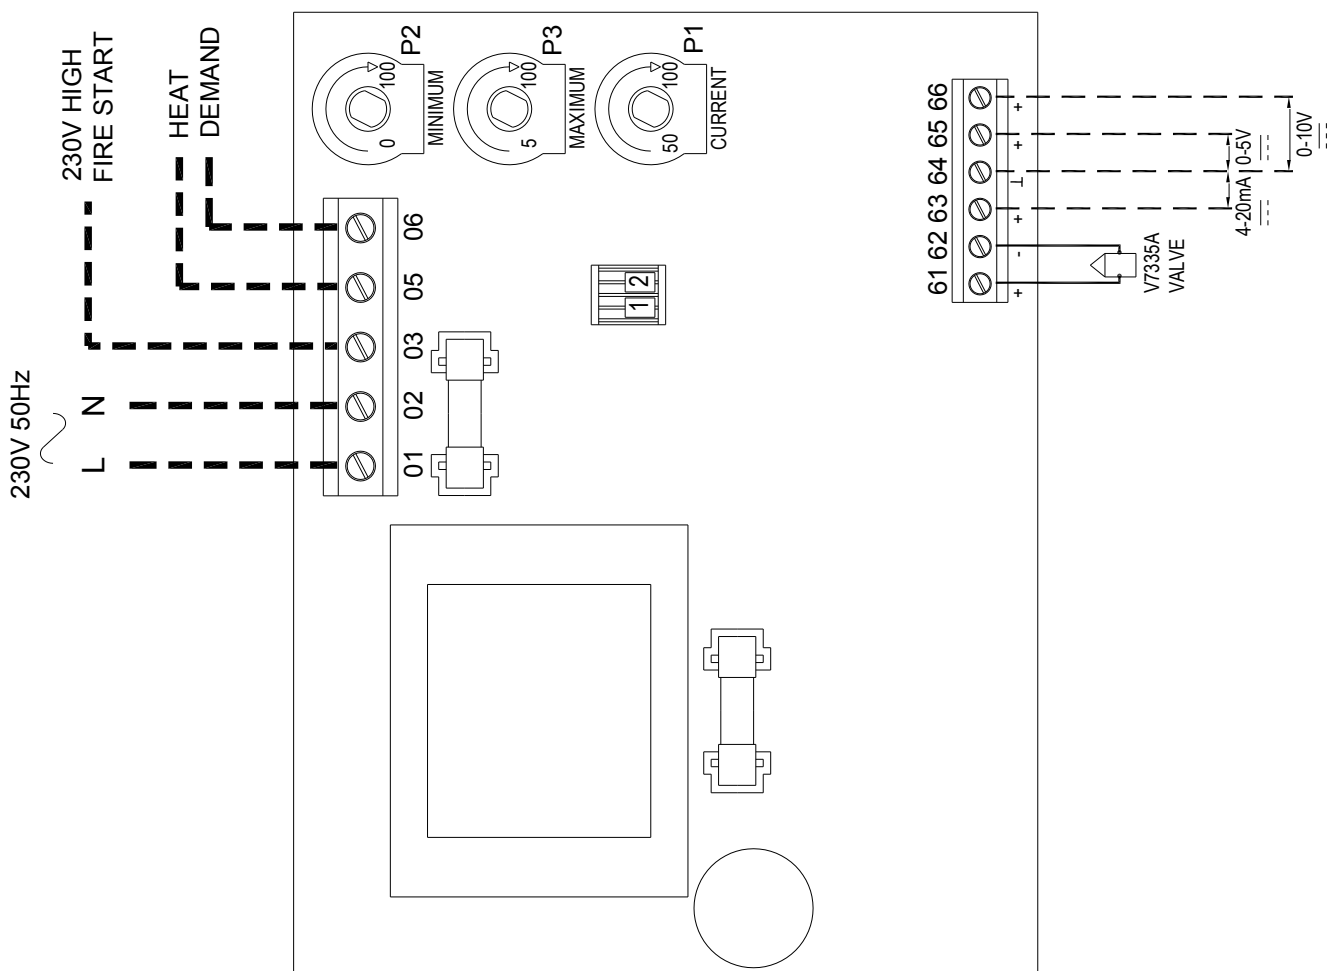 230V HIGH
FIRE START
HEAT
DEMAND
230V 50Hz
L
N
P2
0
100
MINIMUM
P3
5
100
MAXIMUM
P1
50
100
CURRENT
06
05
03
02
01
1
2
66
65
64
63
62
61
+
+
⊥
+
-
+
0-10V
0-5V
4-20mA
V7335A
VALVE